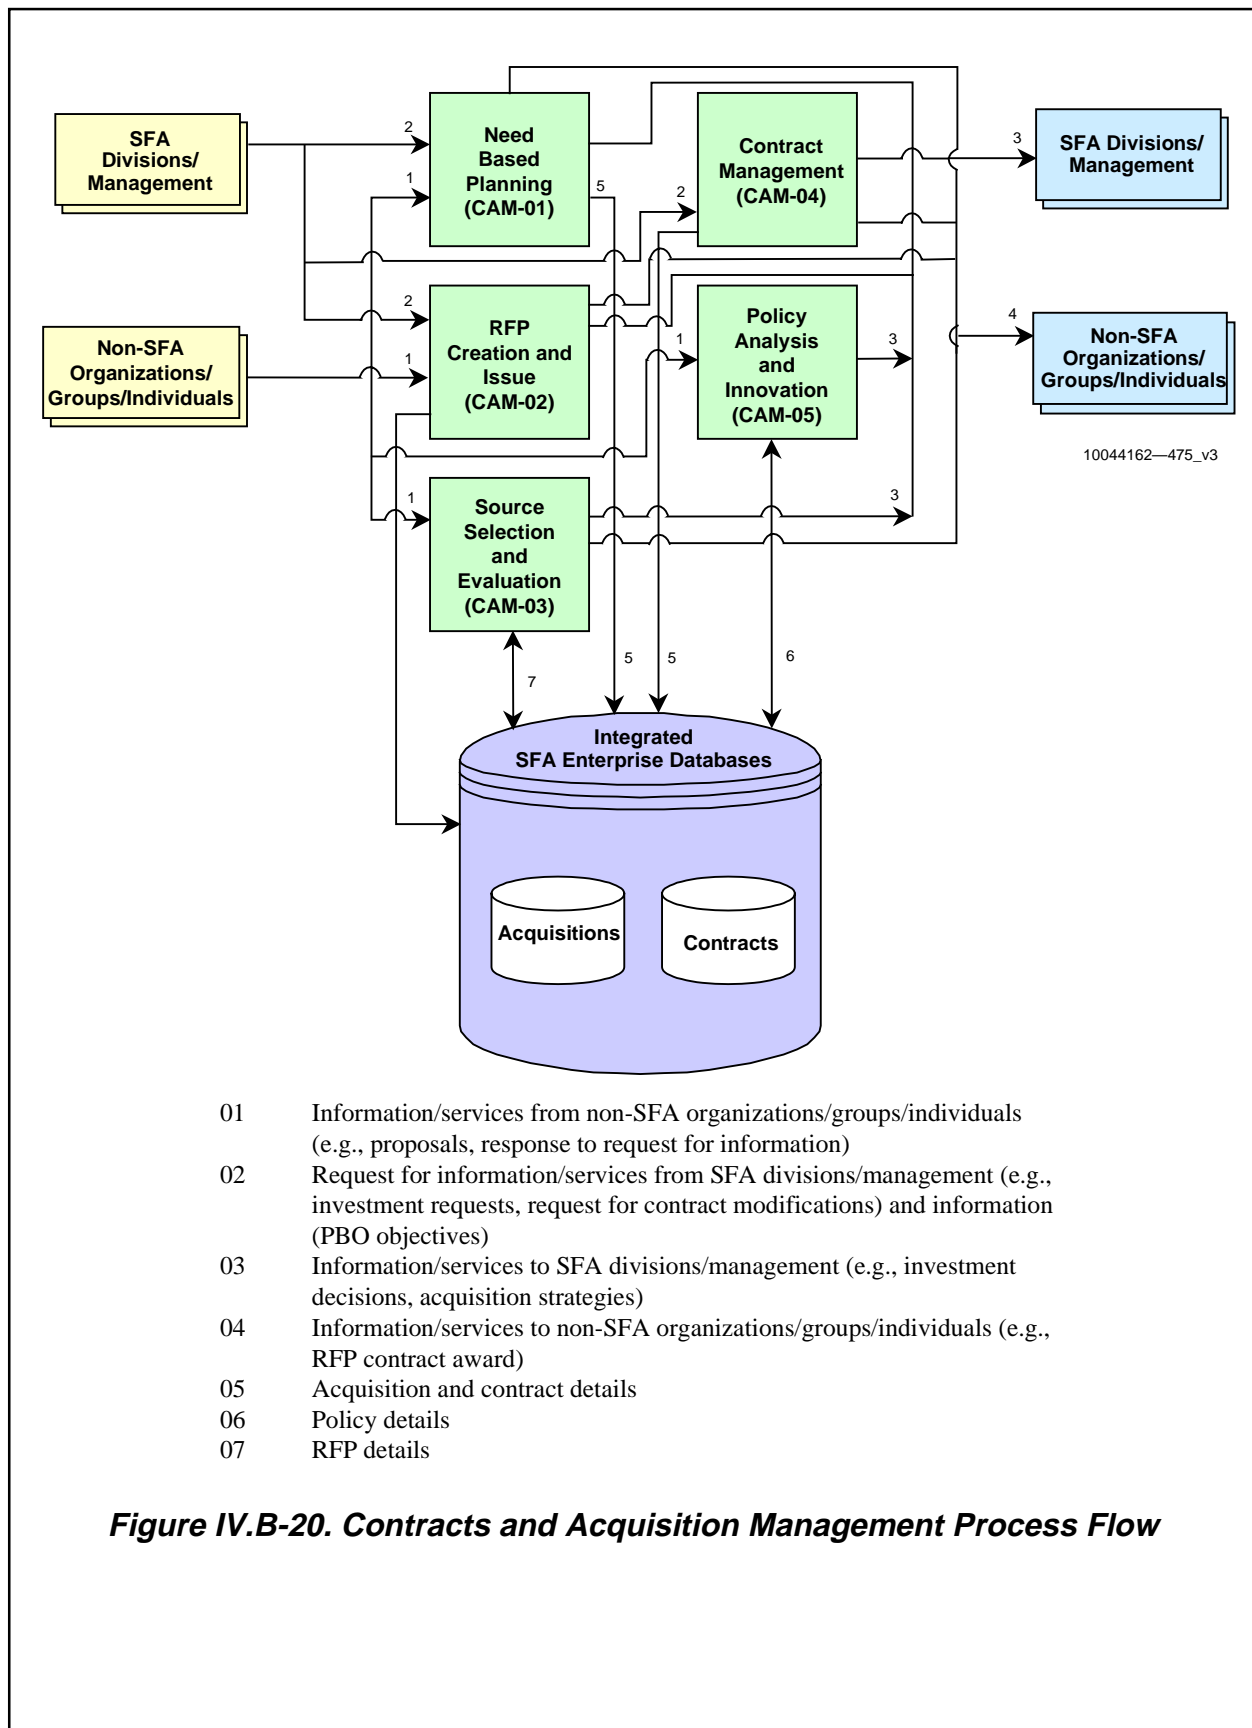 SFA
Divisions/
Management
Non-SFA
Organizations/
Groups/Individuals
2
1
Need
Based
Planning
(CAM-01)
5
2
1
RFP
Creation and
Issue
(CAM-02)
1
Source
Selection
and
Evaluation
(CAM-03)
2
Contract
Management
(CAM-04)
1
Policy
Analysis
and
Innovation
(CAM-05)
3
3
3
SFA Divisions/
Management
4
Non-SFA
Organizations/
Groups/Individuals
10044162—475_v3
7
5
5
6
Integrated
SFA Enterprise Databases
Acquisitions
Contracts
01 Information/services from non-SFA organizations/groups/individuals
(e.g., proposals, response to request for information)
02 Request for information/services from SFA divisions/management (e.g.,
investment requests, request for contract modifications) and information
(PBO objectives)
03 Information/services to SFA divisions/management (e.g., investment
decisions, acquisition strategies)
04 Information/services to non-SFA organizations/groups/individuals (e.g.,
RFP contract award)
05 Acquisition and contract details
06 Policy details
07 RFP details
Figure IV.B-20. Contracts and Acquisition Management Process Flow